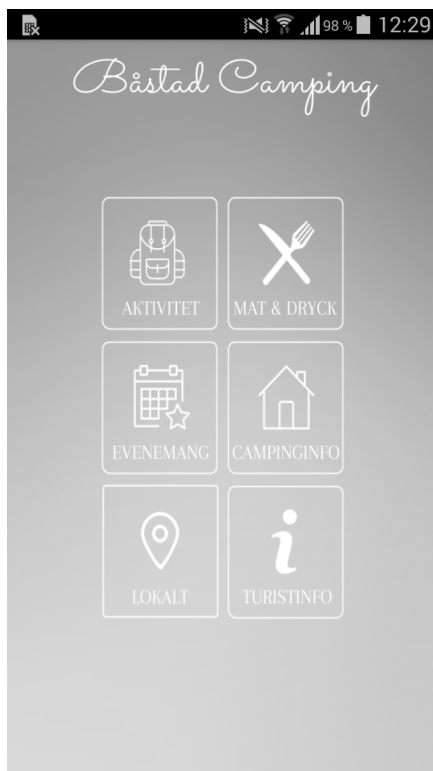 98 % 12:29
Båstad Camping
AKTIVITET
MAT & DRYCK
EVENEMANG
CAMPINGINFO
LOKALT
TURISTINFO